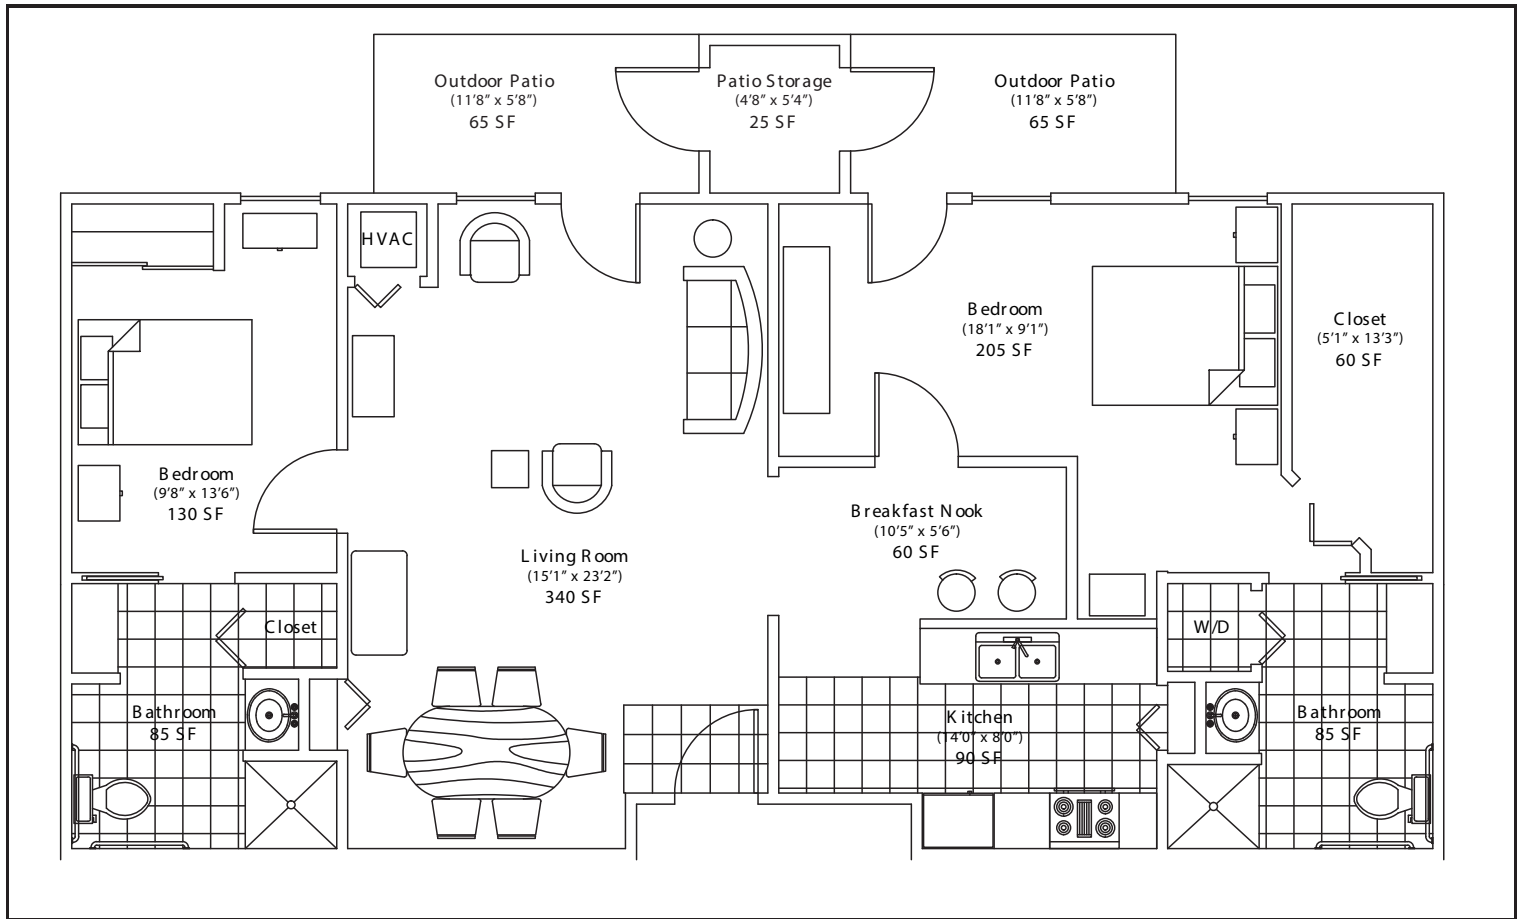 Outdoor Patio
(11'8" x 5'8")
65 SF
Patio Storage
(4'8" x 5'4")
25 SF
Outdoor Patio
(11'8" x 5'8")
65 SF
HVAC
Bedroom
(18'1" x 9'1")
205 SF
Closet
(5'1" x 13'3")
60 SF
Bedroom
(9'8" x 13'6")
130 SF
Breakfast Nook
(10'5" x 5'6")
60 SF
Living Room
(15'1" x 23'2")
340 SF
Closet
W/D
Bathroom
85 SF
Kitchen
(14'0" x 8'0")
90 SF
Bathroom
85 SF